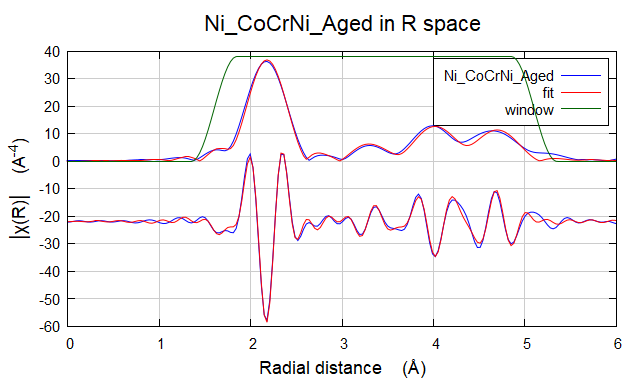 Ni_CoCrNi_Aged in R space
40
30
20
10
0
-10
-20
-30
-40
-50
-60
|χ(R)| (A⁻⁴)
Ni_CoCrNi_Aged
fit
window
0 1 2 3 4 5 6
Radial distance (Å)